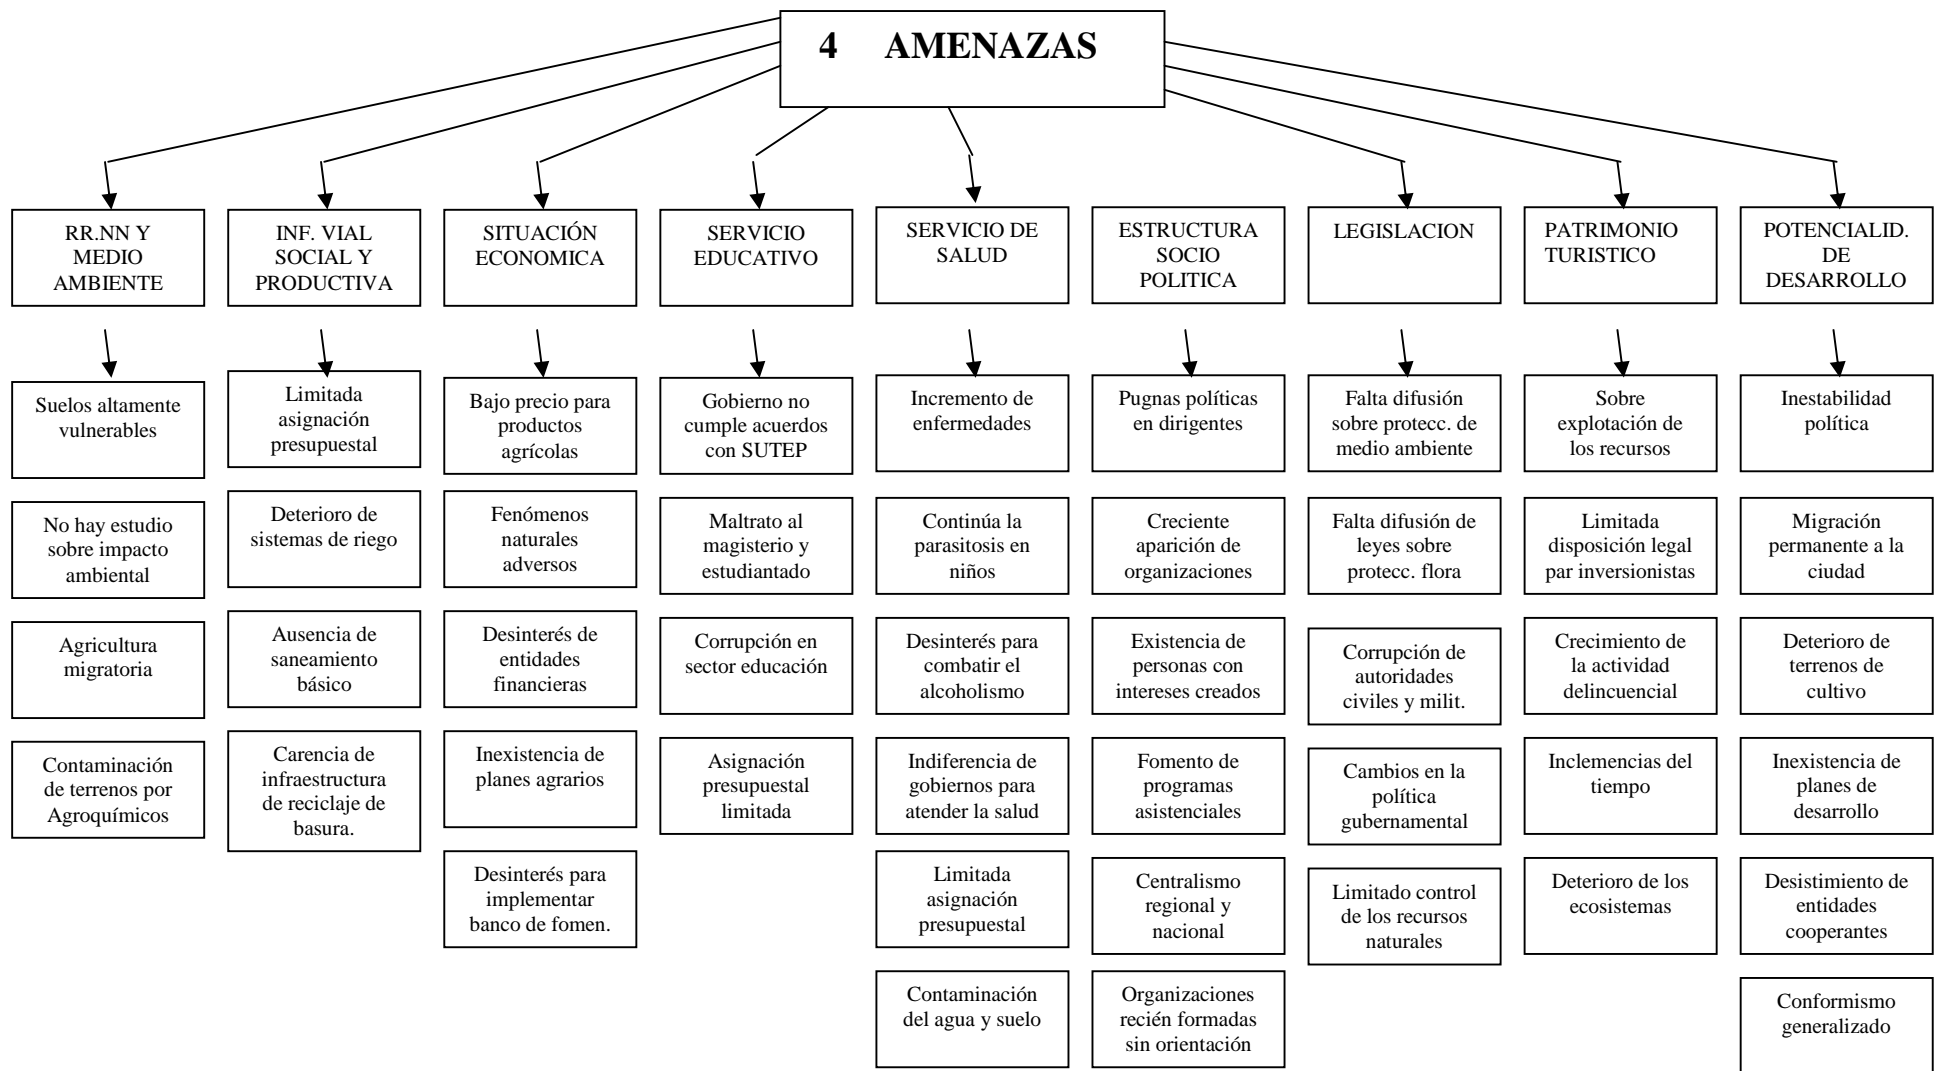 4 AMENAZAS
RR.NN Y
MEDIO
AMBIENTE
INF. VIAL
SOCIAL Y
PRODUCTIVA
SITUACIÓN
ECONOMICA
SERVICIO
EDUCATIVO
SERVICIO DE
SALUD
ESTRUCTURA
SOCIO
POLITICA
LEGISLACION
PATRIMONIO
TURISTICO
POTENCIALID.
DE
DESARROLLO
Suelos altamente
vulnerables
No hay estudio
sobre impacto
ambiental
Agricultura
migratoria
Contaminación
de terrenos por
Agroquímicos
Limitada
asignación
presupuestal
Deterioro de
sistemas de riego
Ausencia de
saneamiento
básico
Carencia de
infraestructura
de reciclaje de
basura.
Bajo precio para
productos
agrícolas
Fenómenos
naturales
adversos
Desinterés de
entidades
financieras
Inexistencia de
planes agrarios
Desinterés para
implementar
banco de fomen.
Gobierno no
cumple acuerdos
con SUTEP
Maltrato al
magisterio y
estudiantado
Corrupción en
sector educación
Asignación
presupuestal
limitada
Incremento de
enfermedades
Continúa la
parasitosis en
niños
Desinterés para
combatir el
alcoholismo
Indiferencia de
gobiernos para
atender la salud
Limitada
asignación
presupuestal
Contaminación
del agua y suelo
Pugnas políticas
en dirigentes
Creciente
aparición de
organizaciones
Existencia de
personas con
intereses creados
Fomento de
programas
asistenciales
Centralismo
regional y
nacional
Organizaciones
recién formadas
sin orientación
Falta difusión
sobre protecc. de
medio ambiente
Falta difusión de
leyes sobre
protecc. flora
Corrupción de
autoridades
civiles y milit.
Cambios en la
política
gubernamental
Limitado control
de los recursos
naturales
Sobre
explotación de
los recursos
Limitada
disposición legal
par inversionistas
Crecimiento de
la actividad
delincuencial
Inclemencias del
tiempo
Deterioro de los
ecosistemas
Inestabilidad
política
Migración
permanente a la
ciudad
Deterioro de
terrenos de
cultivo
Inexistencia de
planes de
desarrollo
Desistimiento de
entidades
cooperantes
Conformismo
generalizado